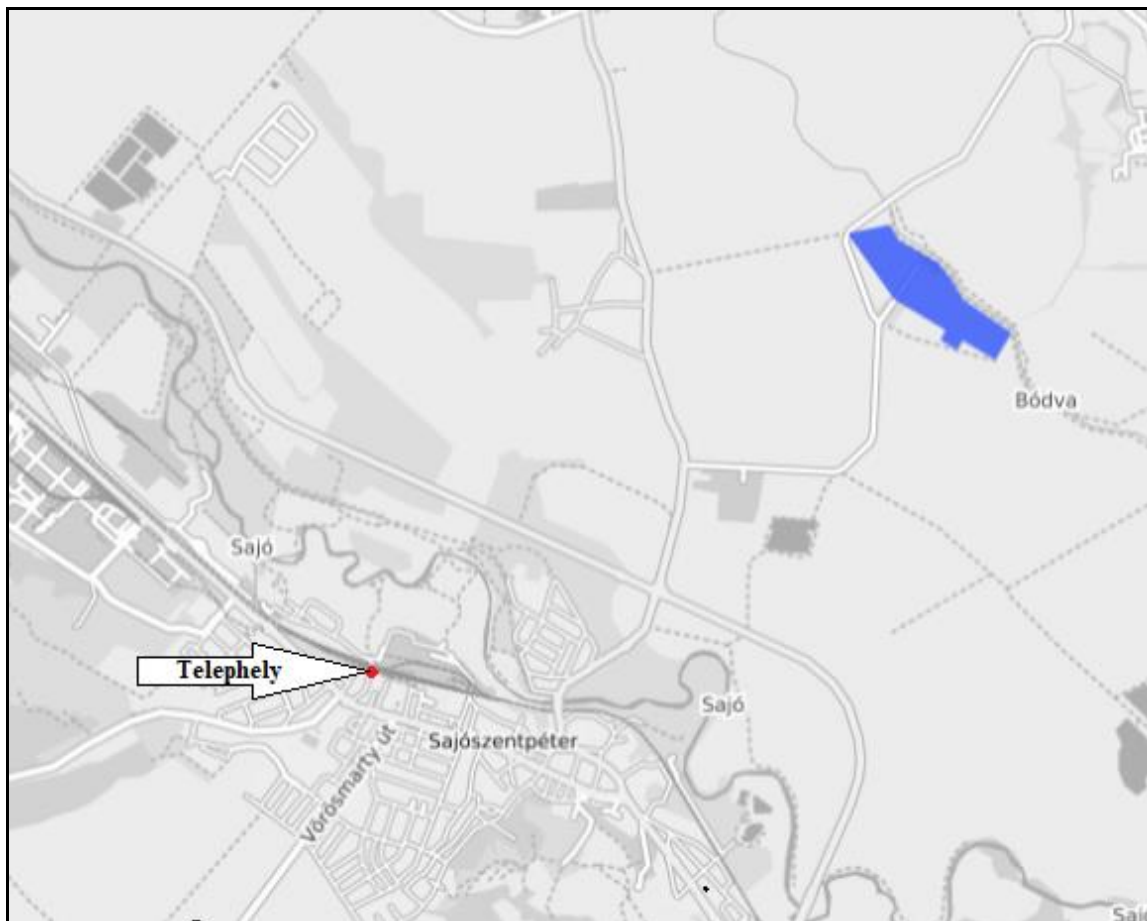 Bódva
Sajó
Telephely
Sajó
Sajószentpéter
Vörösmarty út